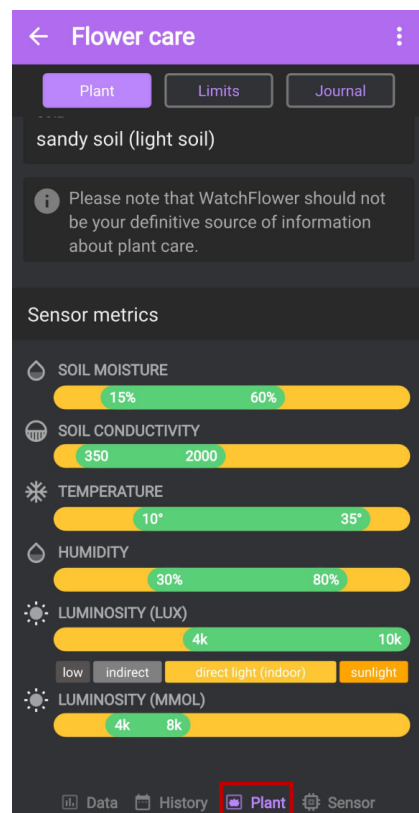 Flower care
Plant Limits Journal
sandy soil (light soil)
Please note that WatchFlower should not
be your definitive source of information
about plant care.
Sensor metrics
SOIL MOISTURE
15% 60%
SOIL CONDUCTIVITY
350 2000
TEMPERATURE
10° 35°
HUMIDITY
30% 80%
LUMINOSITY (LUX)
4k 10k
low indirect direct light (indoor) sunlight
LUMINOSITY (MMOL)
4k 8k
Data History Plant Sensor